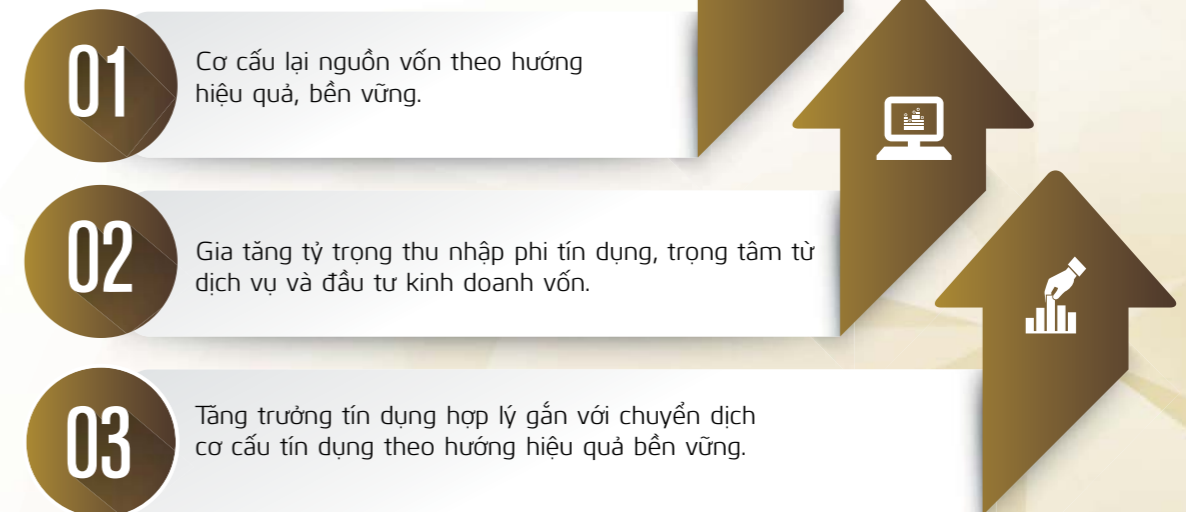 01
Cơ cấu lại nguồn vốn theo hướng
hiệu quả, bền vững.
02
Gia tăng tỷ trọng thu nhập phi tín dụng, trọng tâm từ
dịch vụ và đầu tư kinh doanh vốn.
03
Tăng trưởng tín dụng hợp lý gắn với chuyển dịch
cơ cấu tín dụng theo hướng hiệu quả bền vững.